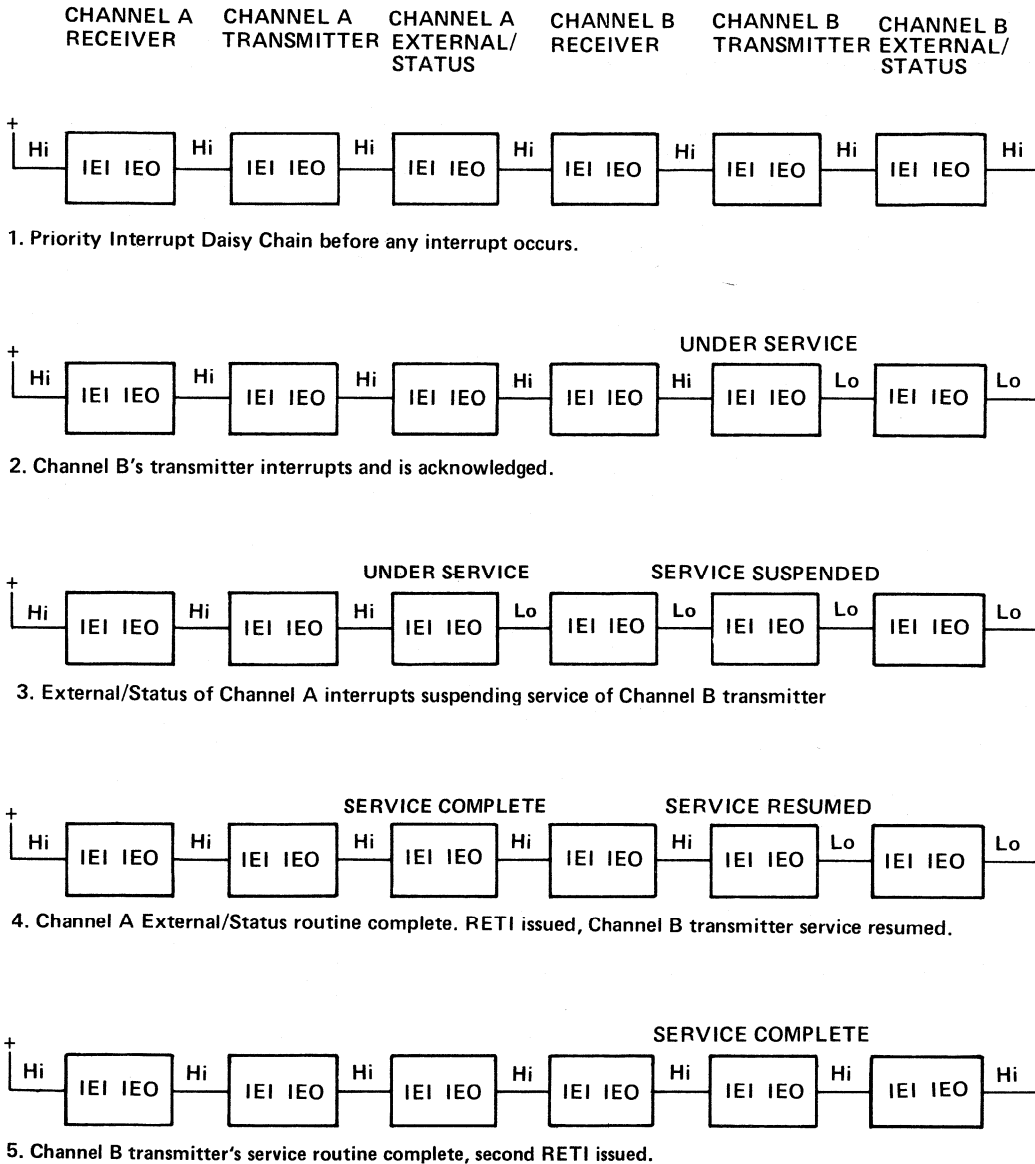 CHANNEL A RECEIVER
CHANNEL A TRANSMITTER
CHANNEL A EXTERNAL/ STATUS
CHANNEL B RECEIVER
CHANNEL B TRANSMITTER
CHANNEL B EXTERNAL/ STATUS
+
Hi Hi Hi Hi Hi Hi Hi
IEI IEO IEI IEO IEI IEO IEI IEO IEI IEO IEI IEO
1. Priority Interrupt Daisy Chain before any interrupt occurs.
UNDER SERVICE
+
Hi Hi Hi Hi Hi Lo Lo
IEI IEO IEI IEO IEI IEO IEI IEO IEI IEO IEI IEO
2. Channel B's transmitter interrupts and is acknowledged.
UNDER SERVICE SERVICE SUSPENDED
+
Hi Hi Hi Lo Lo Lo Lo
IEI IEO IEI IEO IEI IEO IEI IEO IEI IEO IEI IEO
3. External/Status of Channel A interrupts suspending service of Channel B transmitter
SERVICE COMPLETE SERVICE RESUMED
+
Hi Hi Hi Hi Hi Lo Lo
IEI IEO IEI IEO IEI IEO IEI IEO IEI IEO IEI IEO
4. Channel A External/Status routine complete. RETI issued, Channel B transmitter service resumed.
SERVICE COMPLETE
+
Hi Hi Hi Hi Hi Hi Hi
IEI IEO IEI IEO IEI IEO IEI IEO IEI IEO IEI IEO
5. Channel B transmitter's service routine complete, second RETI issued.